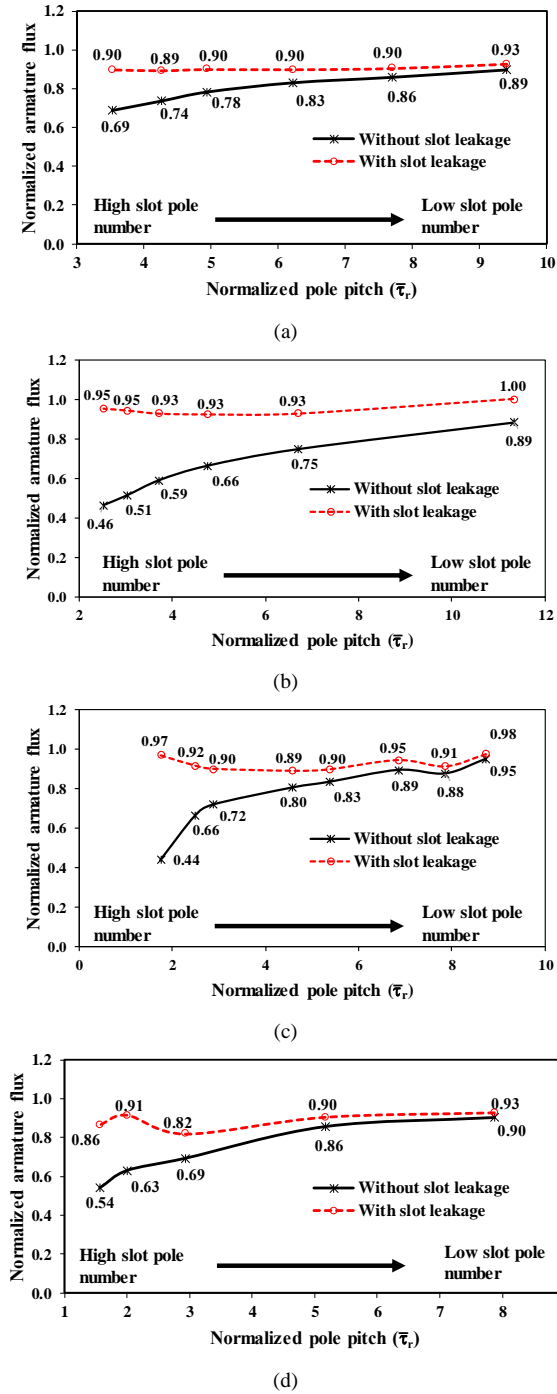 1.2
0.90 0.89 0.90 0.90 0.90 0.93
1.0
0.8
0.69 0.74 0.78 0.83 0.86 0.89
0.6
Without slot leakage
With slot leakage
0.4
0.2
High slot pole number
Low slot pole number
0.0
3 4 5 6 7 8 9 10
Normalized armature flux
Normalized pole pitch (τ̄r)
(a)
1.2
0.95 0.95 0.93 0.93 0.93 1.00
1.0
0.8
0.46 0.51 0.59 0.66 0.75 0.89
0.6
Without slot leakage
With slot leakage
0.4
0.2
High slot pole number
Low slot pole number
0.0
2 4 6 8 10 12
Normalized armature flux
Normalized pole pitch (τ̄r)
(b)
1.2
0.97 0.92 0.90 0.89 0.90 0.95 0.91 0.98
1.0
0.8
0.44 0.66 0.72 0.80 0.83 0.89 0.88 0.95
0.6
Without slot leakage
With slot leakage
0.4
0.2
High slot pole number
Low slot pole number
0.0
0 2 4 6 8 10
Normalized armature flux
Normalized pole pitch (τ̄r)
(c)
1.2
0.86 0.91 0.82 0.90 0.93
1.0
0.8
0.54 0.63 0.69 0.86 0.90
0.6
Without slot leakage
With slot leakage
0.4
0.2
High slot pole number
Low slot pole number
0.0
1 2 3 4 5 6 7 8
Normalized armature flux
Normalized pole pitch (τ̄r)
(d)